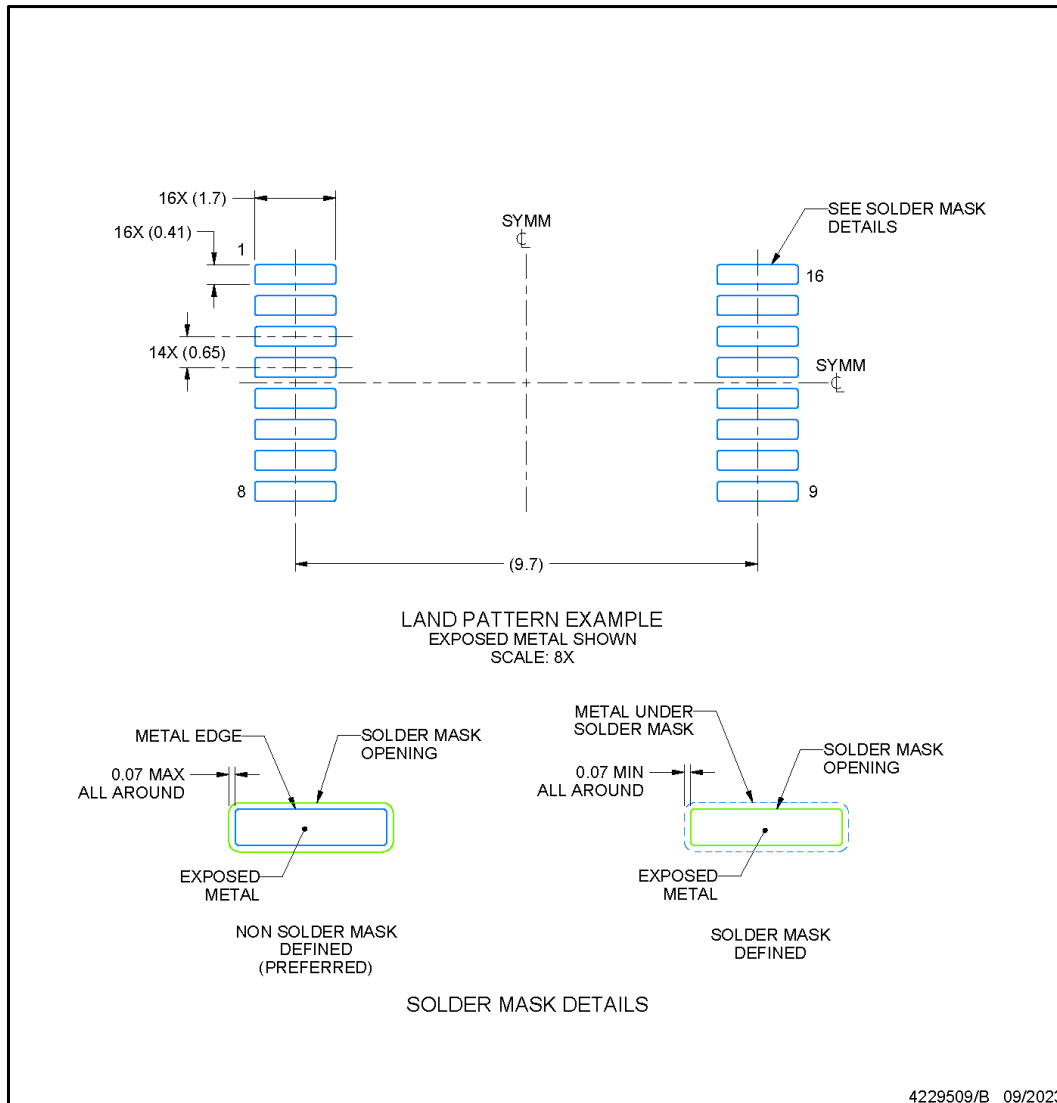 16X (1.7)
SYMM
℄
SEE SOLDER MASK
DETAILS
16X (0.41)
1
16
14X (0.65)
SYMM
℄
8
9
(9.7)
LAND PATTERN EXAMPLE
EXPOSED METAL SHOWN
SCALE: 8X
METAL EDGE
SOLDER MASK
OPENING
0.07 MAX
ALL AROUND
EXPOSED
METAL
NON SOLDER MASK
DEFINED
(PREFERRED)
METAL UNDER
SOLDER MASK
SOLDER MASK
OPENING
0.07 MIN
ALL AROUND
EXPOSED
METAL
SOLDER MASK
DEFINED
SOLDER MASK DETAILS
4229509/B 09/2023